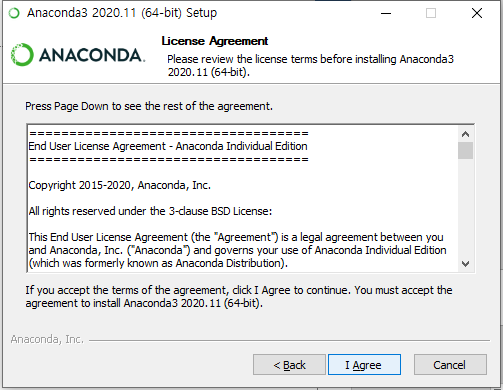 Anaconda3 2020.11 (64-bit) Setup
ANACONDA.
License Agreement
Please review the license terms before installing Anaconda3
2020.11 (64-bit).
Press Page Down to see the rest of the agreement.
======================================
End User License Agreement - Anaconda Individual Edition
======================================
Copyright 2015-2020, Anaconda, Inc.
All rights reserved under the 3-clause BSD License:
This End User License Agreement (the "Agreement") is a legal agreement between you
and Anaconda, Inc. ("Anaconda") and governs your use of Anaconda Individual Edition
(which was formerly known as Anaconda Distribution).
If you accept the terms of the agreement, click I Agree to continue. You must accept the
agreement to install Anaconda3 2020.11 (64-bit).
Anaconda, Inc.
< Back
I Agree
Cancel